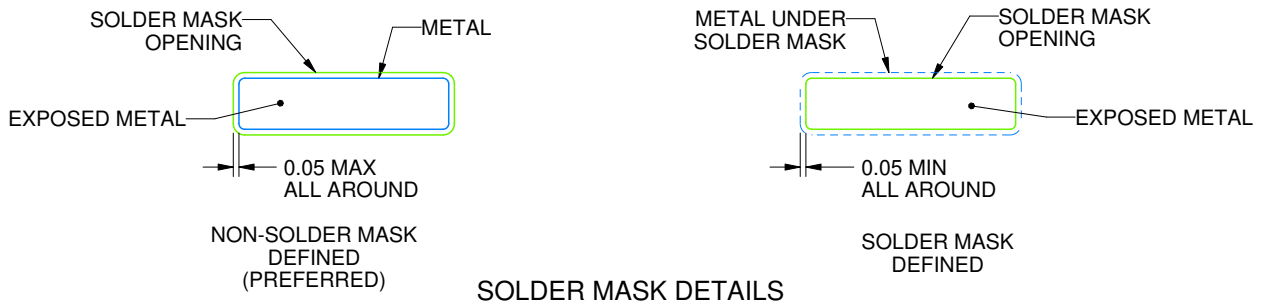 SOLDER MASK
OPENING
METAL
EXPOSED METAL
0.05 MAX
ALL AROUND
NON-SOLDER MASK
DEFINED
(PREFERRED)
METAL UNDER
SOLDER MASK
SOLDER MASK
OPENING
EXPOSED METAL
0.05 MIN
ALL AROUND
SOLDER MASK
DEFINED
SOLDER MASK DETAILS